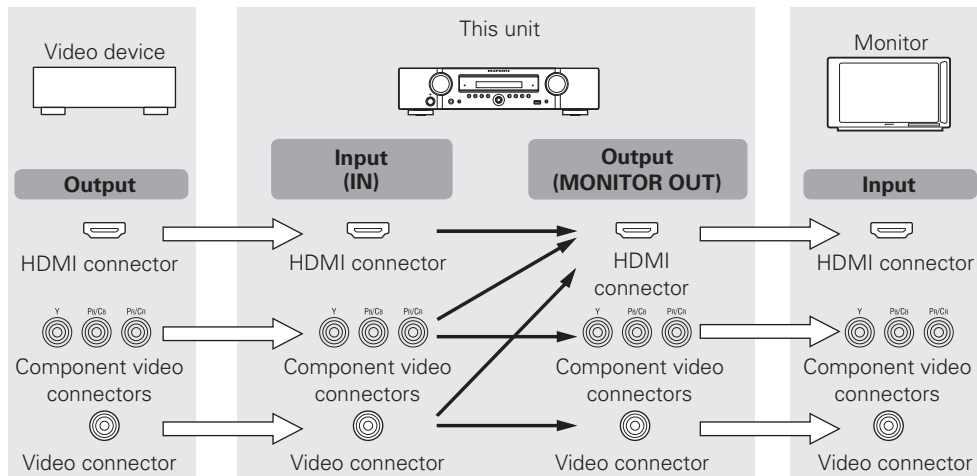 Video device
This unit
Monitor
marantz
Output
Input
(IN)
Output
(MONITOR OUT)
Input
HDMI connector
HDMI connector
HDMI
connector
HDMI connector
Y PB/CB PR/CR
Y PB/CB PR/CR
Y PB/CB PR/CR
Y PB/CB PR/CR
Component video
connectors
Component video
connectors
Component video
connectors
Component video
connectors
Video connector
Video connector
Video connector
Video connector